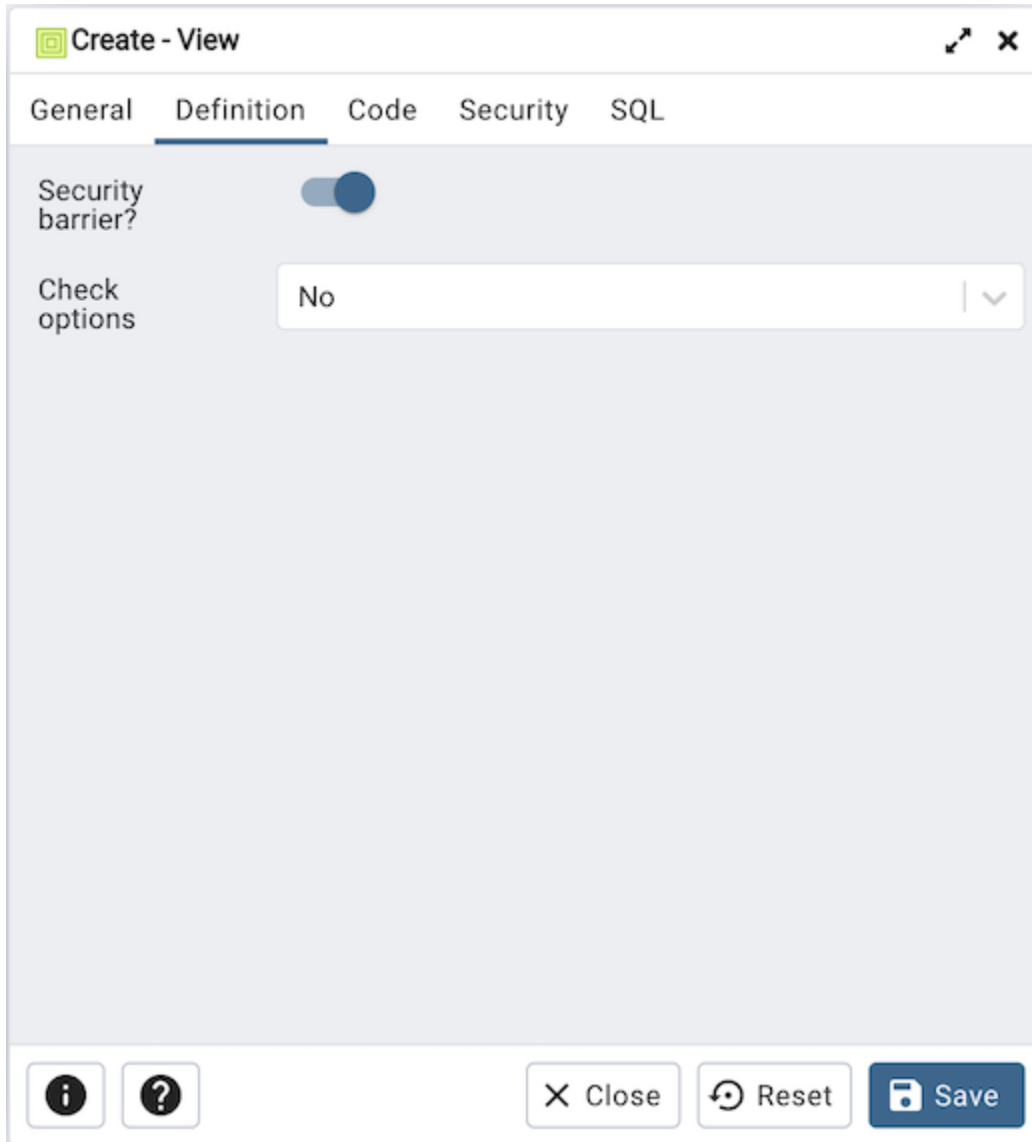 Create - View
General Definition Code Security SQL
Security
barrier?
Check
options
No
Close Reset Save